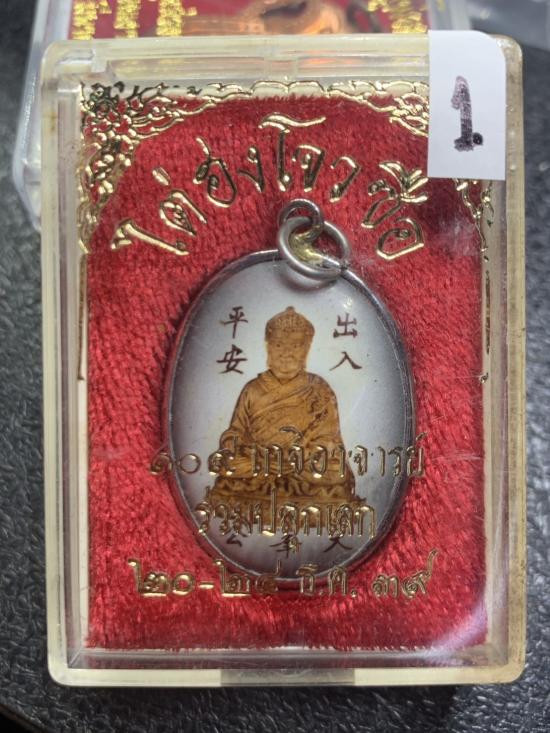 1.
ไต่ฮงโจวซือ
平安
出入
๑๐๙ เกจิอาจารย์
ร่วมปลุกเสก
๒๐-๒๔ ธ.ค. ๓๙